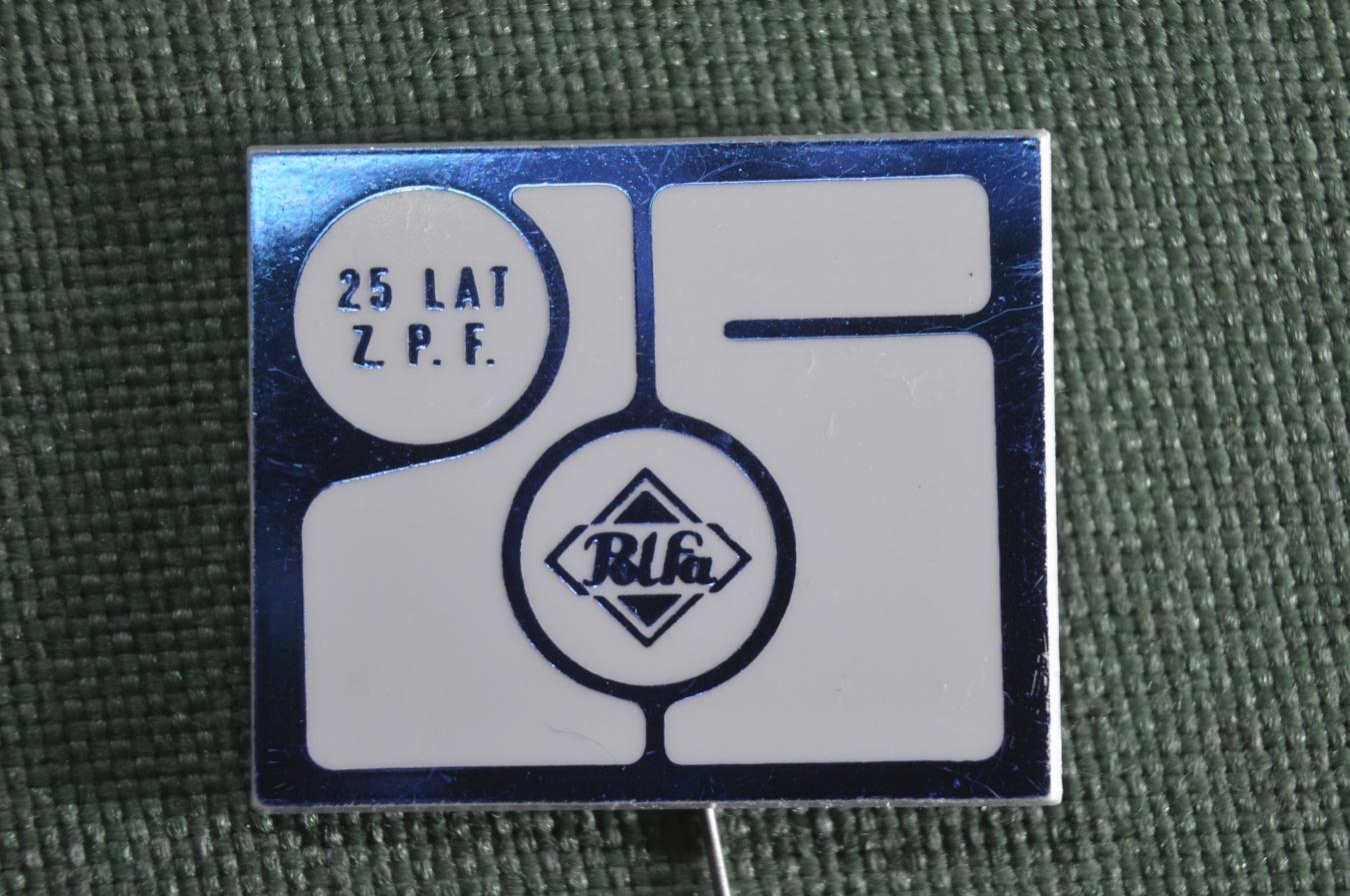 25 LAT
Z. P. F.
Polfa